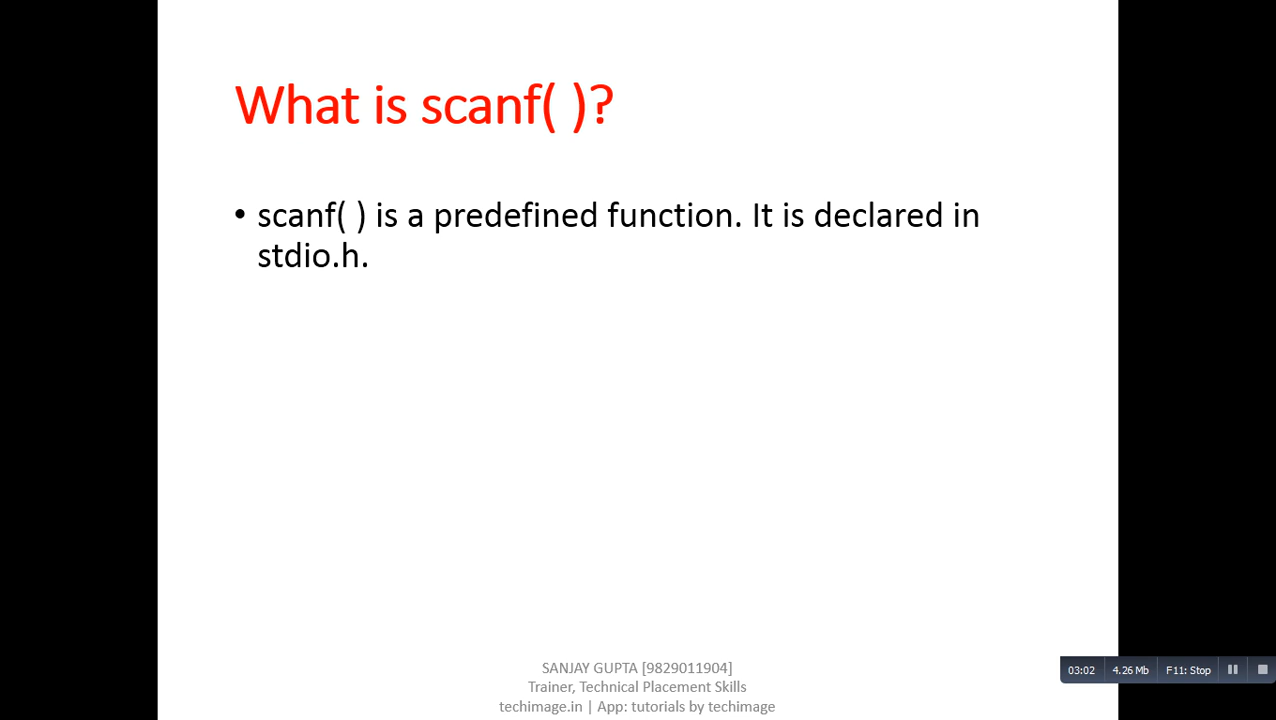 What is scanf( )?
• scanf( ) is a predefined function. It is declared in
stdio.h.
SANJAY GUPTA [9829011904]
Trainer, Technical Placement Skills
techimage.in | App: tutorials by techimage
03:02 4.26 Mb F11: Stop